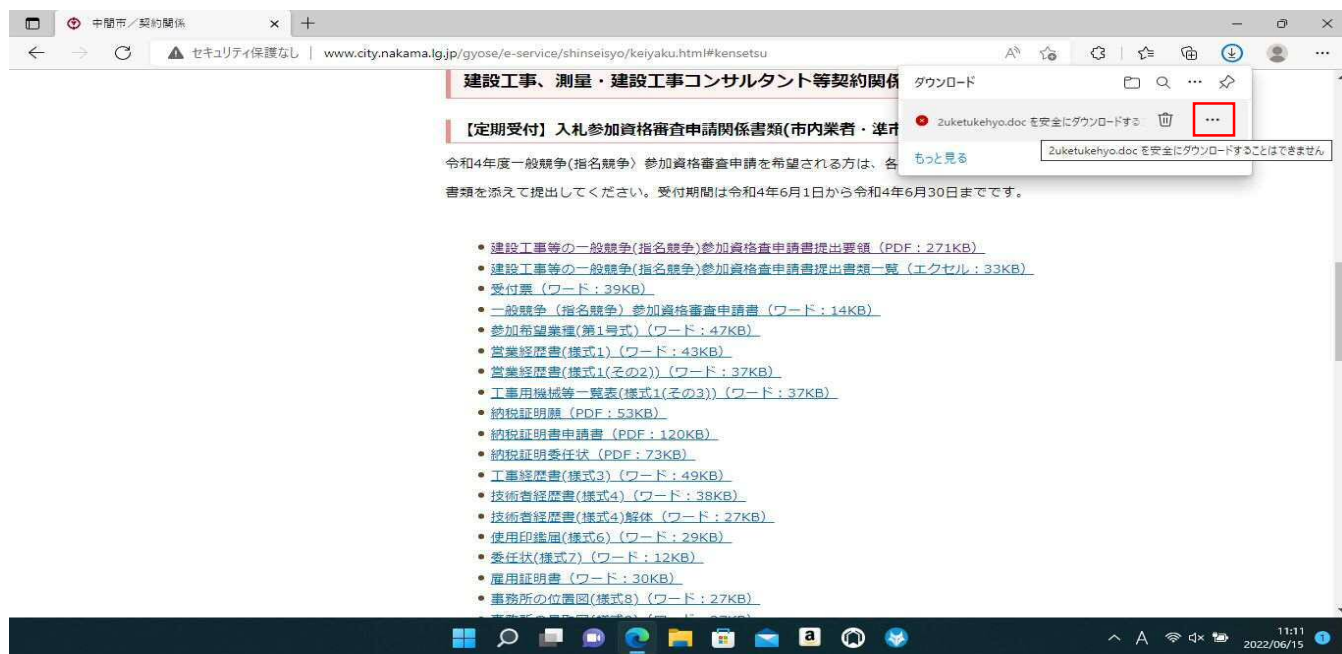 中間市／契約関係
セキュリティ保護なし | www.city.nakama.lg.jp/gyose/e-service/shinseisyo/keiyaku.html#kensetsu
ダウンロード
2uketukehyo.doc を安全にダウンロードする
2uketukehyo.doc を安全にダウンロードすることはできません
もっと見る
建設工事、測量・建設工事コンサルタント等契約関係
【定期受付】入札参加資格審査申請関係書類(市内業者・準市
令和4年度一般競争(指名競争）参加資格審査申請を希望される方は、各
書類を添えて提出してください。受付期間は令和4年6月1日から令和4年6月30日までです。
建設工事等の一般競争(指名競争)参加資格査申請書提出要領（PDF：271KB）
建設工事等の一般競争(指名競争)参加資格査申請書提出書類一覧（エクセル：33KB）
受付票（ワード：39KB）
一般競争（指名競争）参加資格審査申請書（ワード：14KB）
参加希望業種(第1号式)（ワード：47KB）
営業経歴書(様式1)（ワード：43KB）
営業経歴書(様式1(その2))（ワード：37KB）
工事用機械等一覧表(様式1(その3))（ワード：37KB）
納税証明願（PDF：53KB）
納税証明書申請書（PDF：120KB）
納税証明委任状（PDF：73KB）
工事経歴書(様式3)（ワード：49KB）
技術者経歴書(様式4)（ワード：38KB）
技術者経歴書(様式4)解体（ワード：27KB）
使用印鑑届(様式6)（ワード：29KB）
委任状(様式7)（ワード：12KB）
雇用証明書（ワード：30KB）
事務所の位置図(様式8)（ワード：27KB）
A
11:11
2022/06/15
1